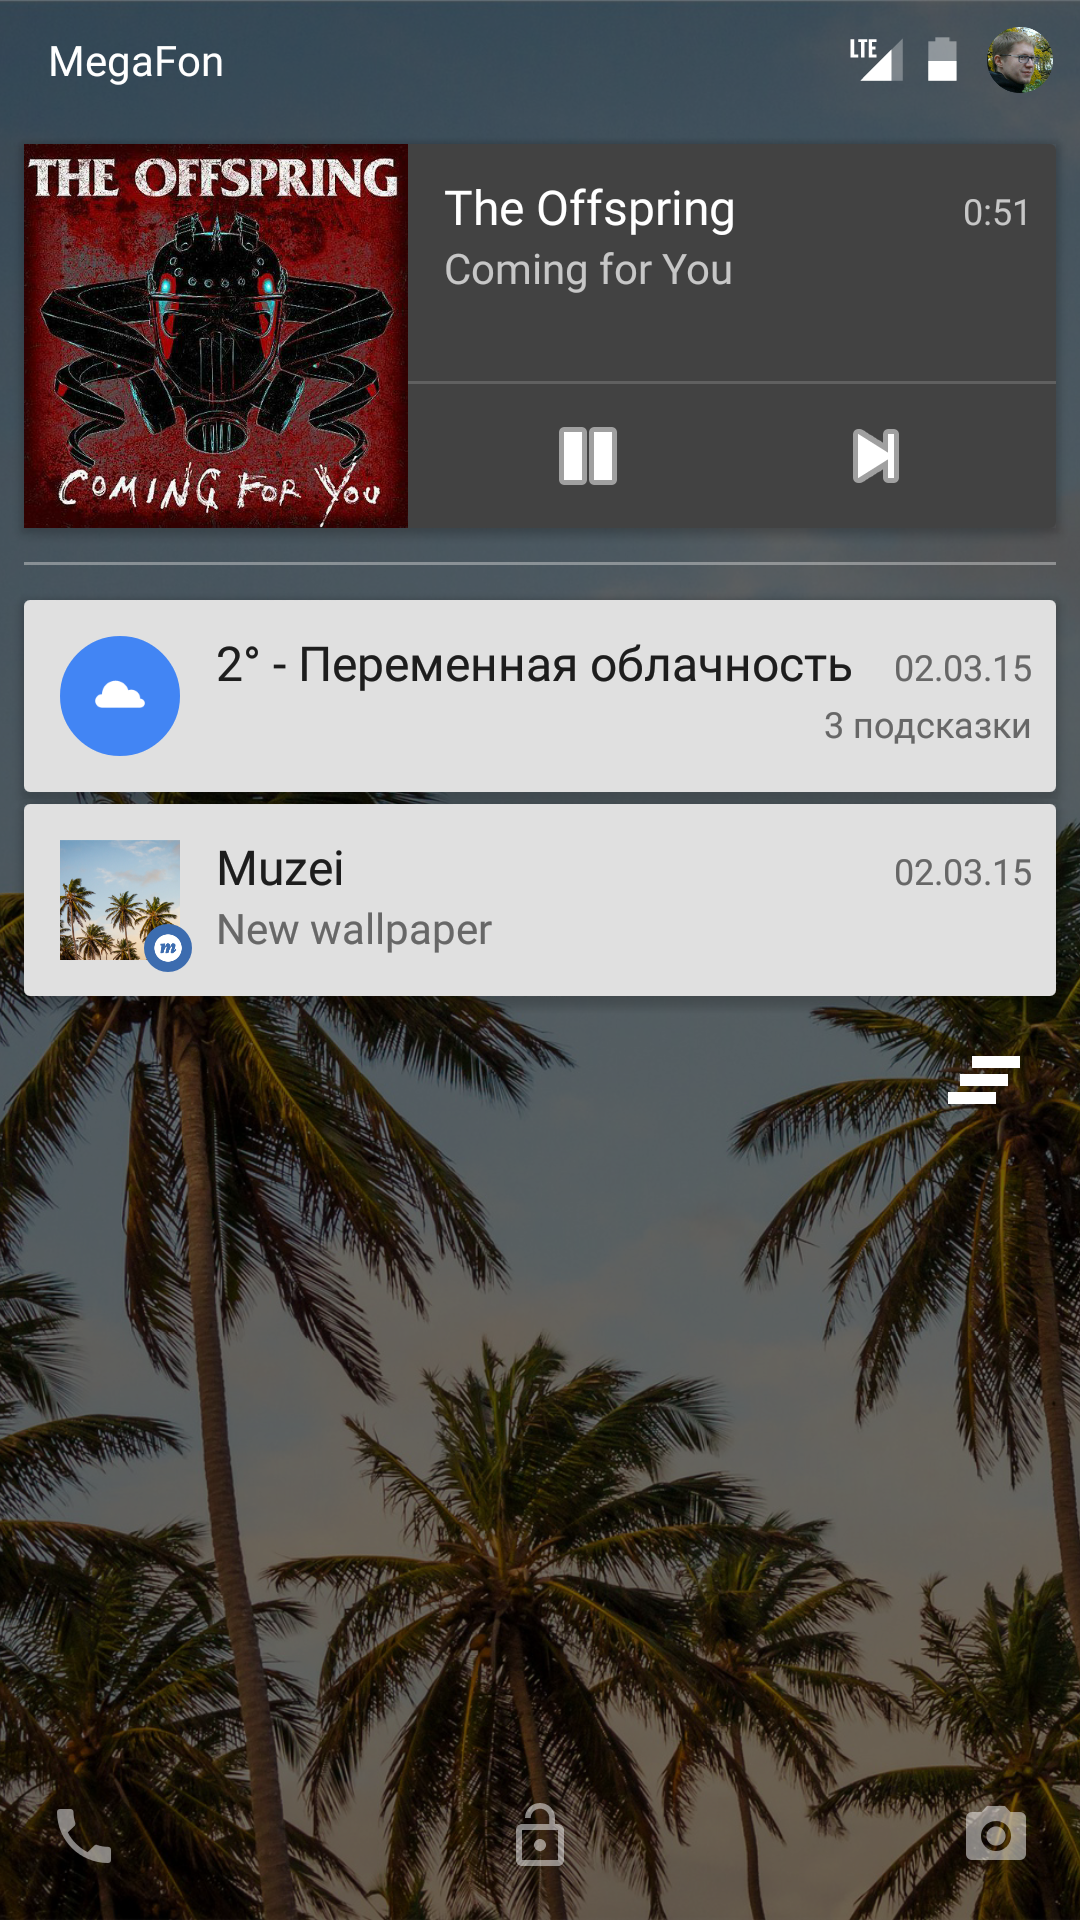 MegaFon
LTE
THE OFFSPRING
COMING FOR YOU
The Offspring
0:51
Coming for You
2° - Переменная облачность
02.03.15
3 подсказки
Muzei
02.03.15
New wallpaper
m